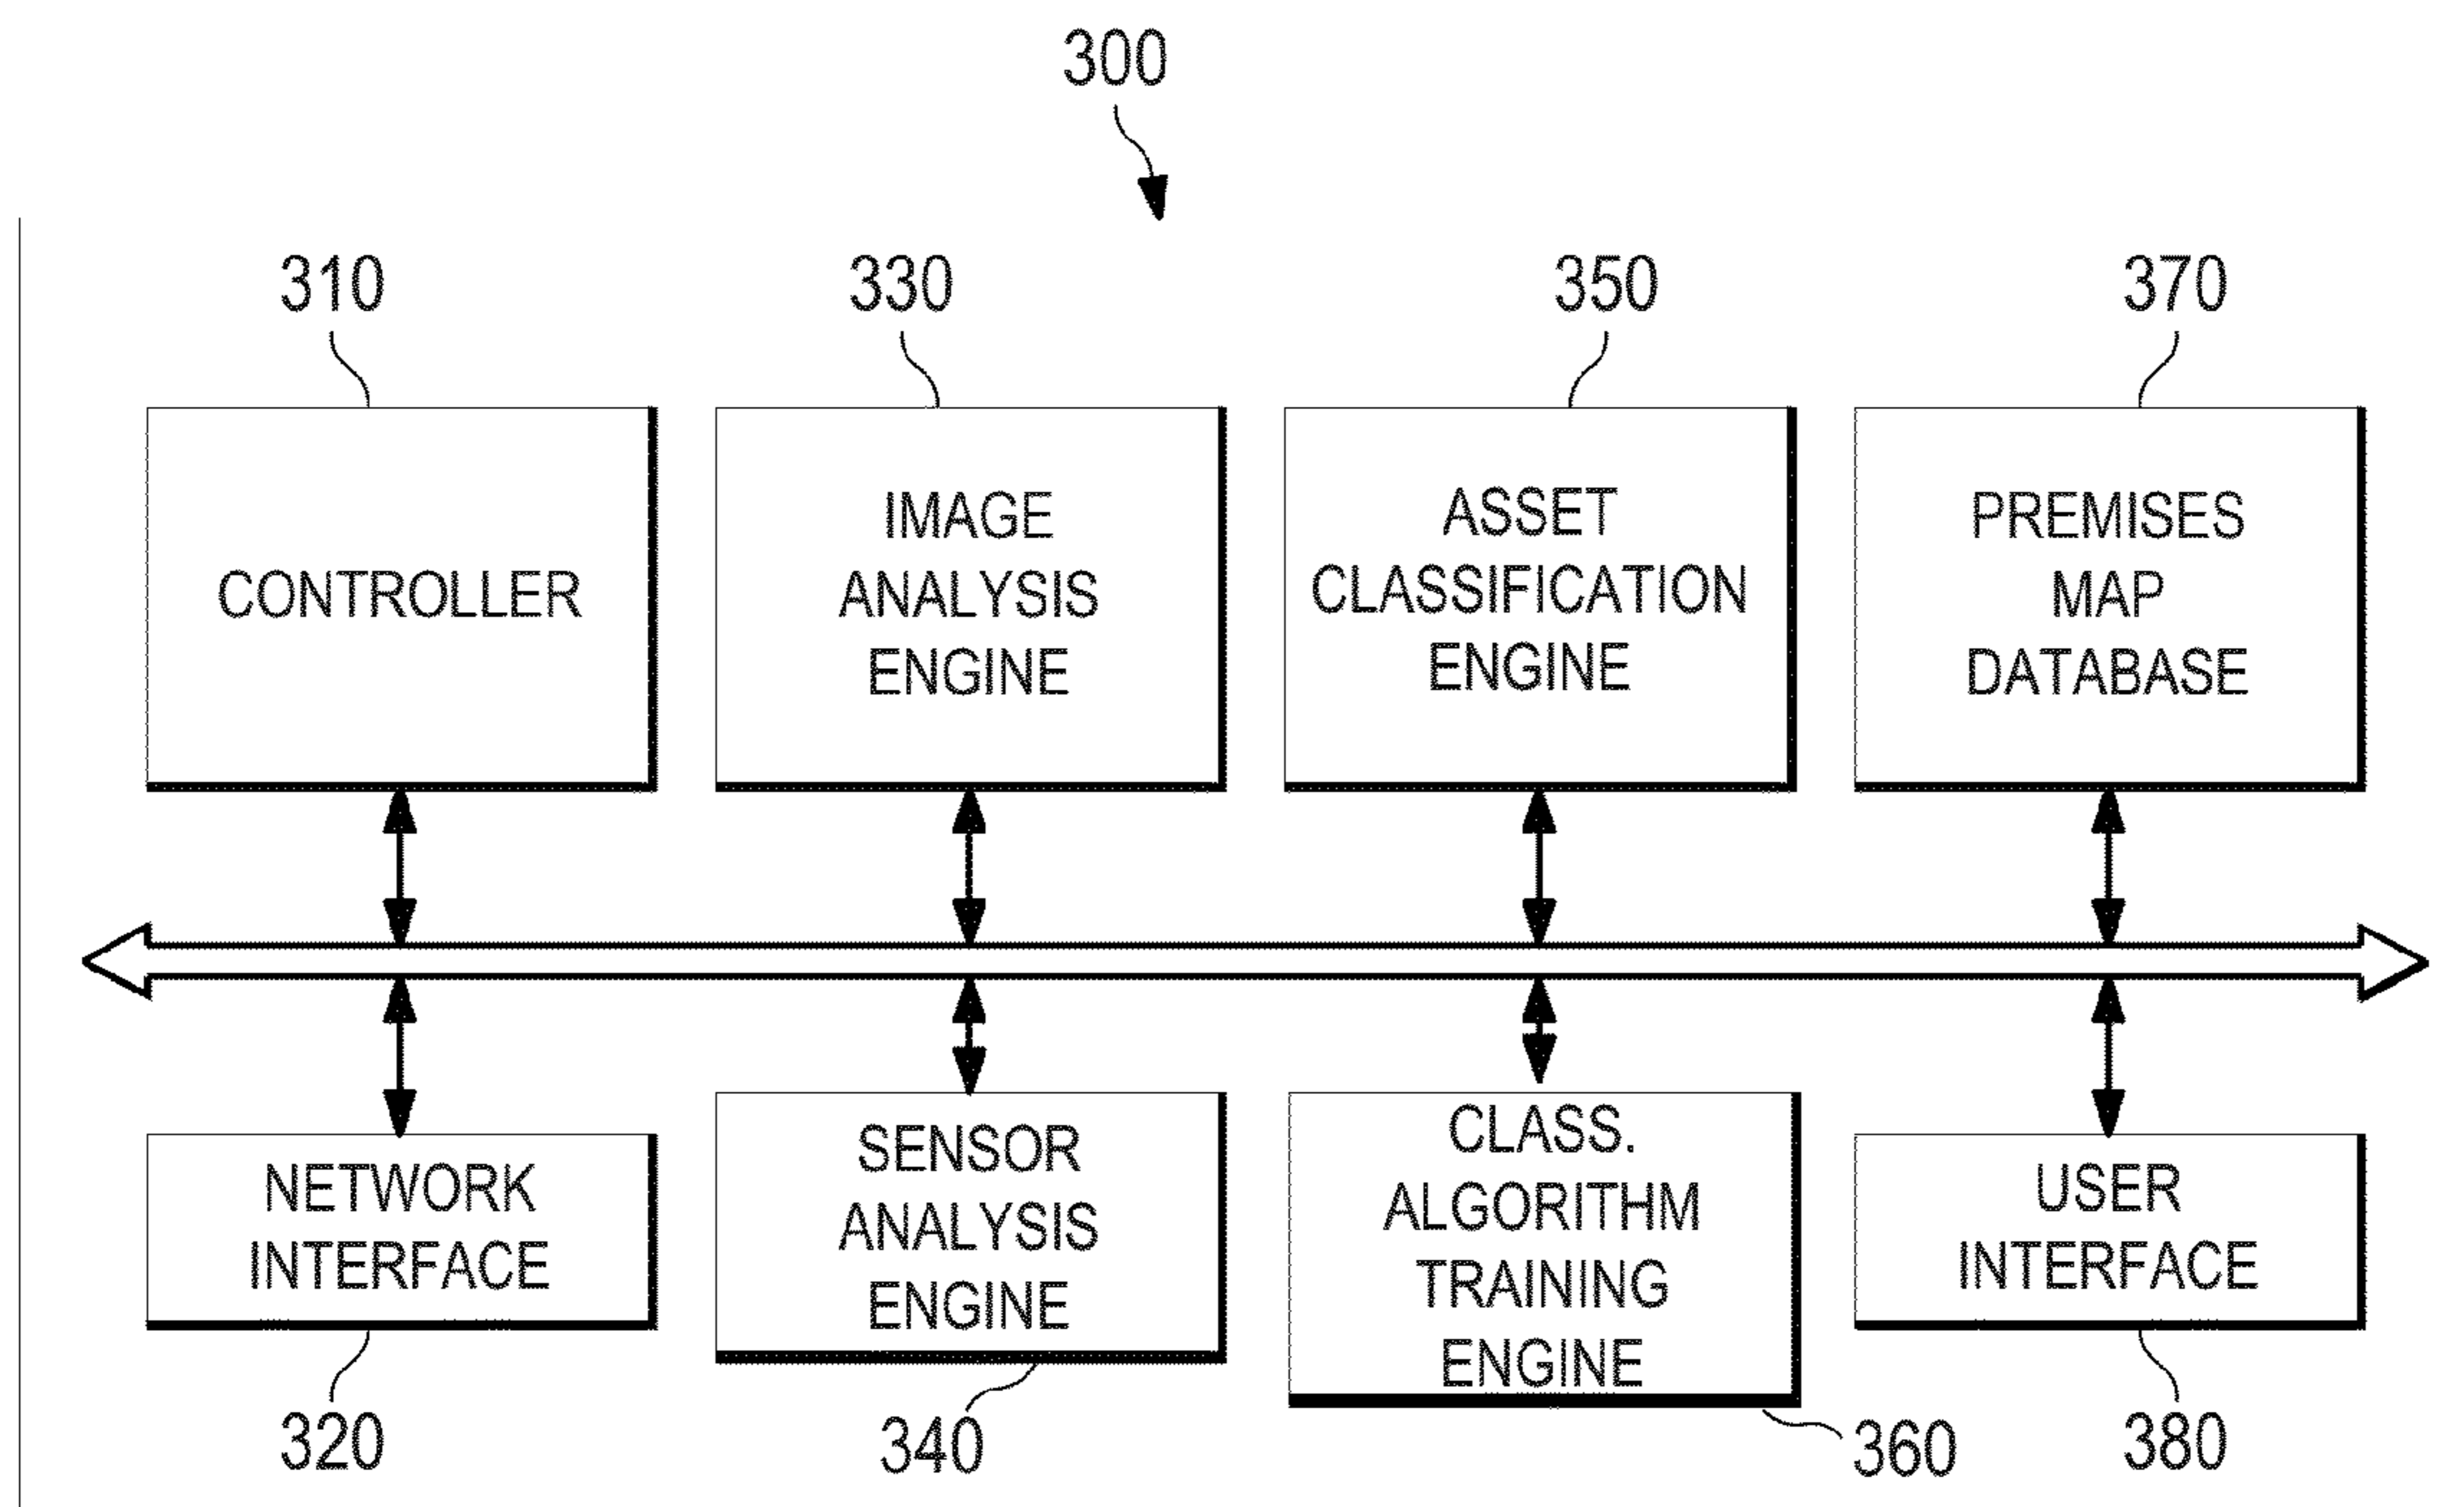 300
310
330
350
370
CONTROLLER
IMAGE
ANALYSIS
ENGINE
ASSET
CLASSIFICATION
ENGINE
PREMISES
MAP
DATABASE
NETWORK
INTERFACE
SENSOR
ANALYSIS
ENGINE
CLASS.
ALGORITHM
TRAINING
ENGINE
USER
INTERFACE
320
340
360
380